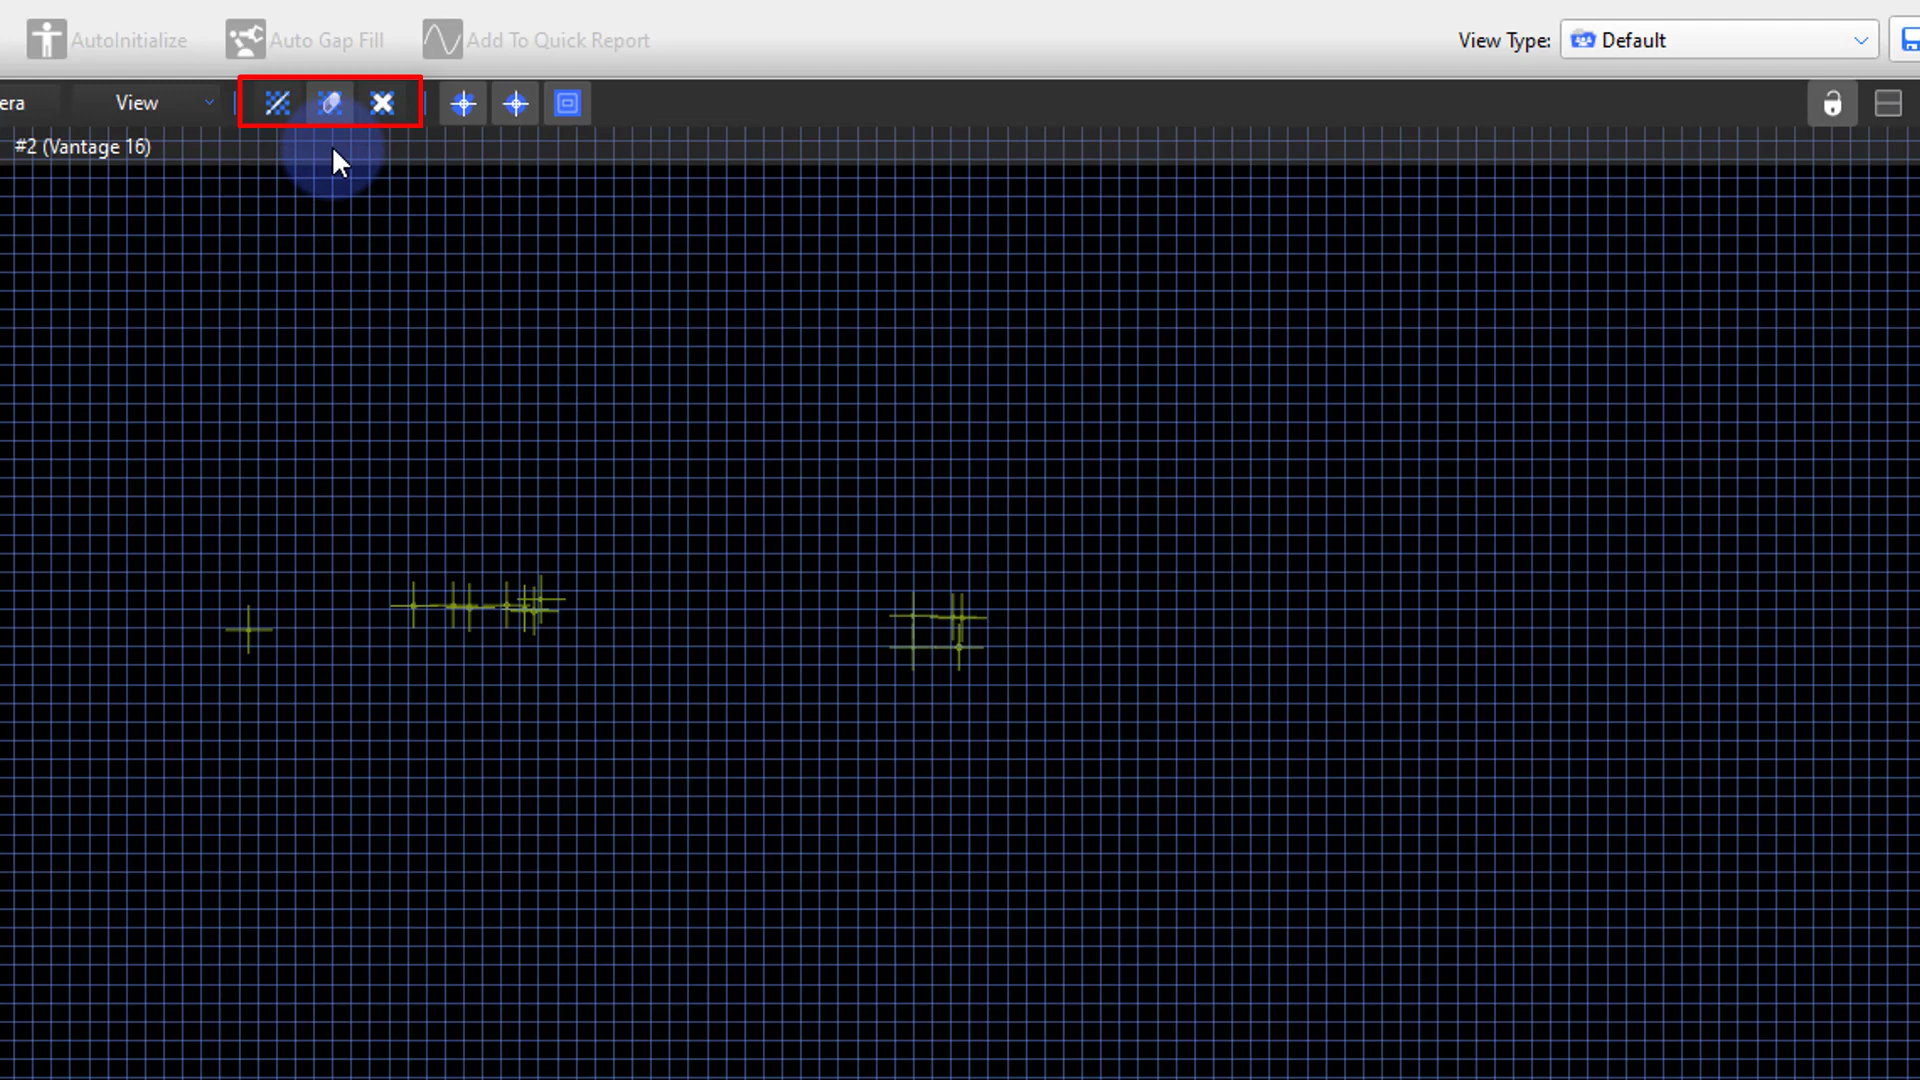 AutoInitialize
Auto Gap Fill
Add To Quick Report
View Type:
Default
era
View
#2 (Vantage 16)